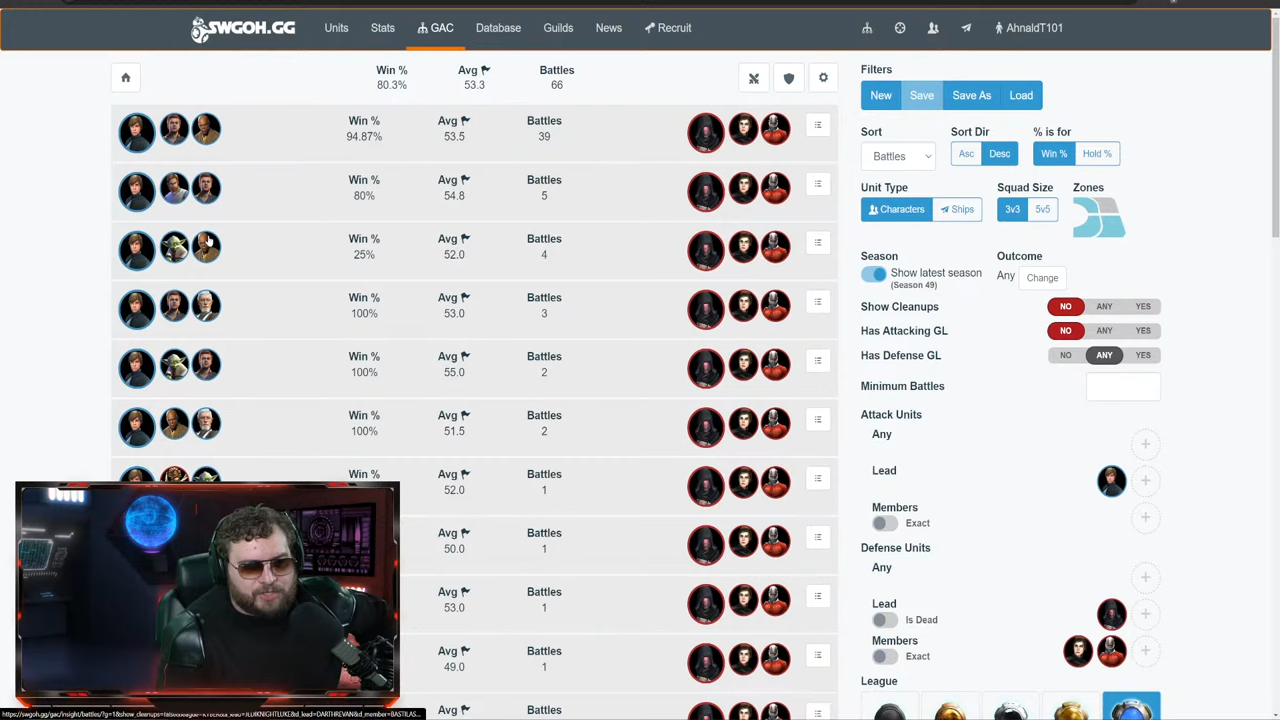 SWGOH.GG Units Stats GAC Database Guilds News Recruit AhnaldT101
Win % Avg Battles
80.3% 53.3 66
Win % Avg Battles
94.87% 53.5 39
Win % Avg Battles
80% 54.8 5
Win % Avg Battles
25% 52.0 4
Win % Avg Battles
100% 53.0 3
Win % Avg Battles
100% 55.0 2
Win % Avg Battles
100% 51.5 2
Win % Avg Battles
52.0 1
Avg Battles
50.0 1
Avg Battles
53.0 1
Avg Battles
49.0 1
Filters
New Save Save As Load
Sort Sort Dir % is for
Battles Asc Desc Win % Hold %
Unit Type Squad Size Zones
Characters Ships 3v3 5v5
Season Outcome
Show latest season Any Change
(Season 49)
Show Cleanups NO ANY YES
Has Attacking GL NO ANY YES
Has Defense GL NO ANY YES
Minimum Battles
Attack Units
Any
Lead
Members
Exact
Defense Units
Any
Lead
Is Dead
Members
Exact
League